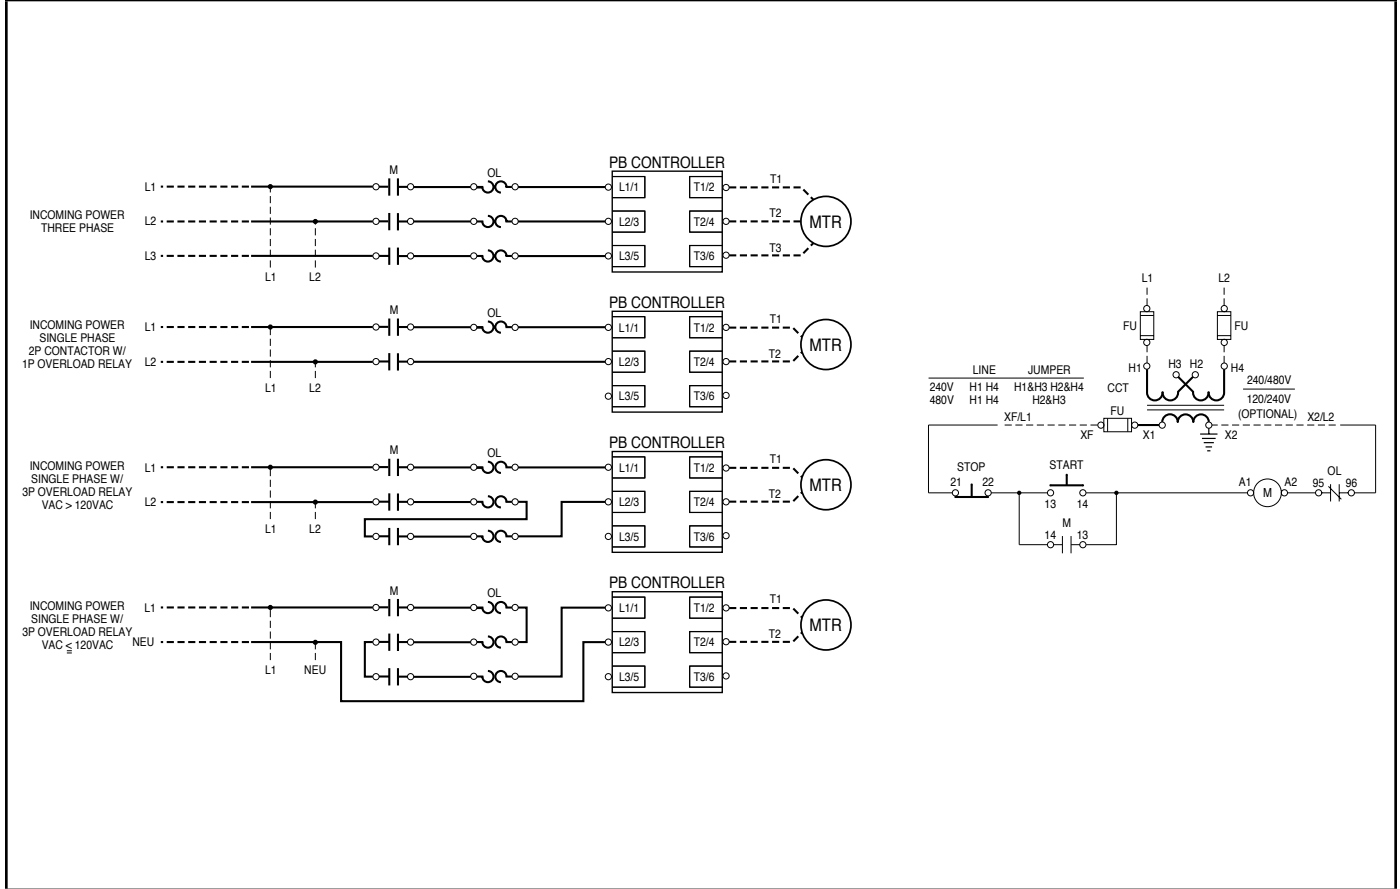 PB CONTROLLER
M
OL
L1
L1/1
T1/2
T1
INCOMING POWER
THREE PHASE
L2
L2/3
T2/4
T2
MTR
L3
L3/5
T3/6
T3
L1
L2
PB CONTROLLER
M
OL
INCOMING POWER
SINGLE PHASE
2P CONTACTOR W/
1P OVERLOAD RELAY
L1
L1/1
T1/2
T1
MTR
L2
L2/3
T2/4
T2
L1
L2
L3/5
T3/6
PB CONTROLLER
M
OL
INCOMING POWER
SINGLE PHASE W/
3P OVERLOAD RELAY
VAC > 120VAC
L1
L1/1
T1/2
T1
MTR
L2
L2/3
T2/4
T2
L1
L2
L3/5
T3/6
PB CONTROLLER
M
OL
INCOMING POWER
SINGLE PHASE W/
3P OVERLOAD RELAY
VAC ≤ 120VAC
L1
L1/1
T1/2
T1
MTR
NEU
L2/3
T2/4
T2
L1
NEU
L3/5
T3/6
L1
L2
FU
FU
H1
H3
H2
H4
LINE JUMPER
240V H1 H4 H1&H3 H2&H4
480V H1 H4 H2&H3
CCT
240/480V
120/240V
(OPTIONAL)
XF/L1
FU
X2/L2
XF
X1
X2
STOP
21
22
START
13
14
M
14
13
A1
M
A2
OL
95
96